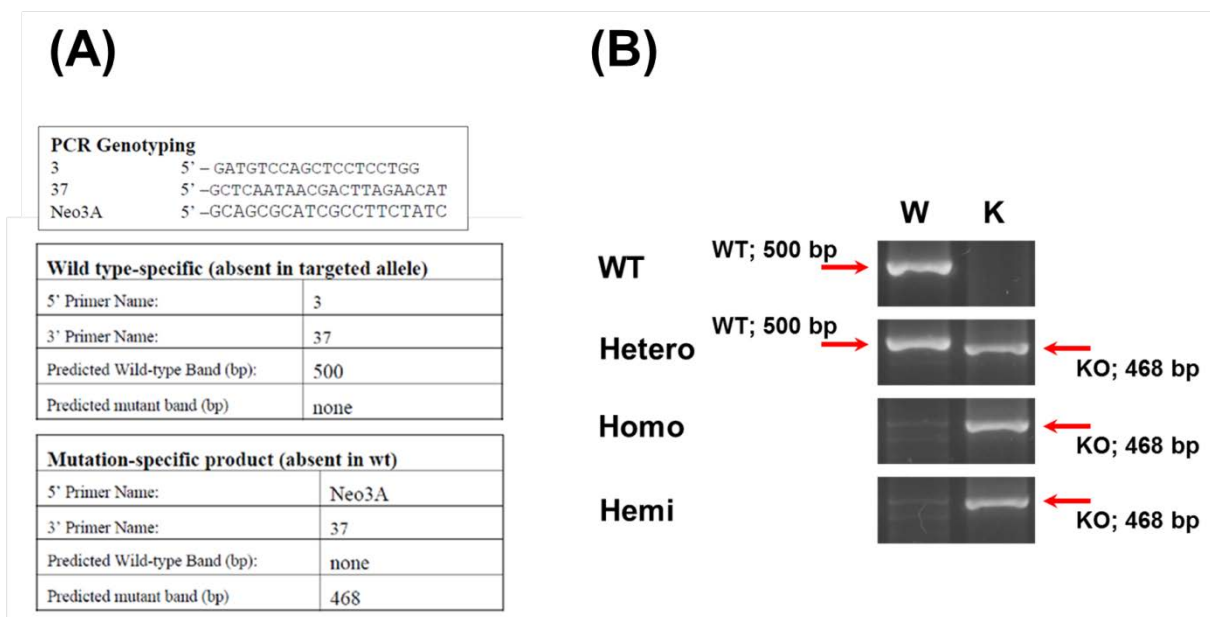 (A)
PCR Genotyping
3 5’ – GATGTCCAGCTCCTCCTGG
37 5’ –GCTCAATAACGACTTAGAACAT
Neo3A 5’ –GCAGCGCATCGCCTTCTATC
Wild type-specific (absent in targeted allele)
5’ Primer Name: 3
3’ Primer Name: 37
Predicted Wild-type Band (bp): 500
Predicted mutant band (bp) none
Mutation-specific product (absent in wt)
5’ Primer Name: Neo3A
3’ Primer Name: 37
Predicted Wild-type Band (bp): none
Predicted mutant band (bp) 468
(B)
W K
WT WT; 500 bp
Hetero WT; 500 bp KO; 468 bp
Homo KO; 468 bp
Hemi KO; 468 bp